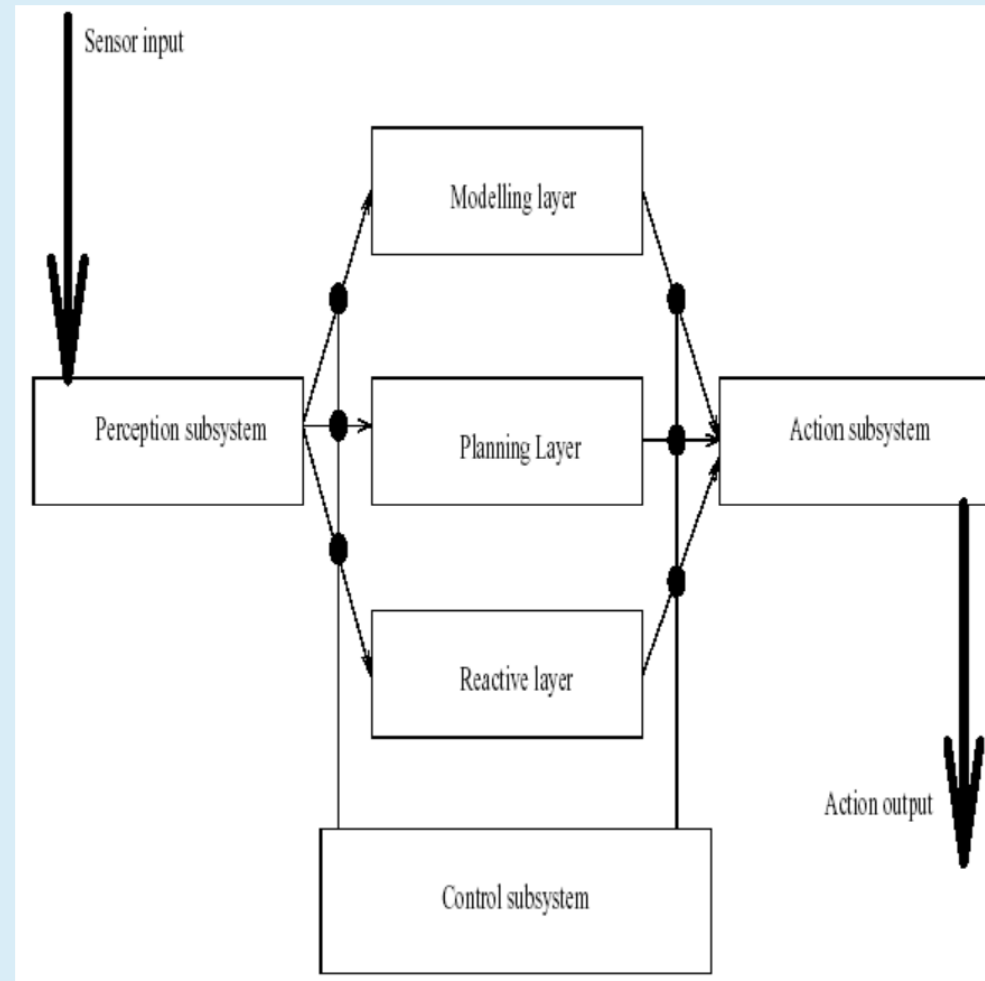 Sensor input
Modelling layer
Perception subsystem
Planning Layer
Action subsystem
Reactive layer
Action output
Control subsystem